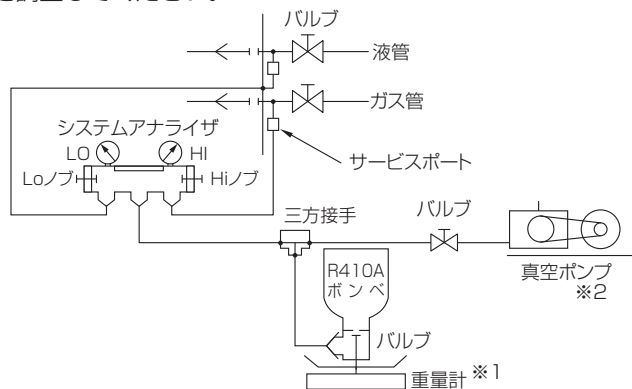 バルブ
液管
ガス管
システムアナライザ
LO
HI
Loノブ
Hiノブ
サービスポート
三方接手
バルブ
R410A
ボンベ
真空ポンプ
※2
バルブ
重量計 ※1